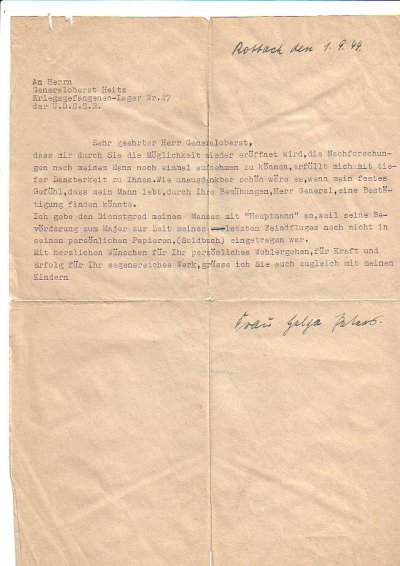 Rotbach den 1.9.44.
An Herrn
Generaloberst Heitz
Kriegsgefangenen-Lager Nr.27
der U.D.S.S.R.
Sehr geehrter Herr Generaloberst,
dass mir durch Sie die Möglichkeit wieder eröffnet wird,die Nachforschun-
gen nach meinem Mann noch einmal aufnehmen zu können,erfüllt mich mit tie-
fer Dankbarkeit zu Ihnen.Wie unausdenkbar schön wäre es,wenn mein festes
Gefühl,dass mein Mann lebt,durch Ihre Bemühungen,Herr General,eine Bestä-
tigung finden könnte.
Ich gebe den Dienstgrad meines Mannes mit "Hauptmann" an,weil seine Be-
vörderung zum Major zur Zeit seines letzten Feindfluges noch nicht in
seinen persönlichen Papieren,(Soldbuch) eingetragen war.
Mit herzlichen Wünschen für Ihr persönliches Wohlergehen,für Kraft und
Erfolg für Ihr segensreiches Werk,grüsse ich Sie auch zugleich mit meinen
Kindern
Frau Helga